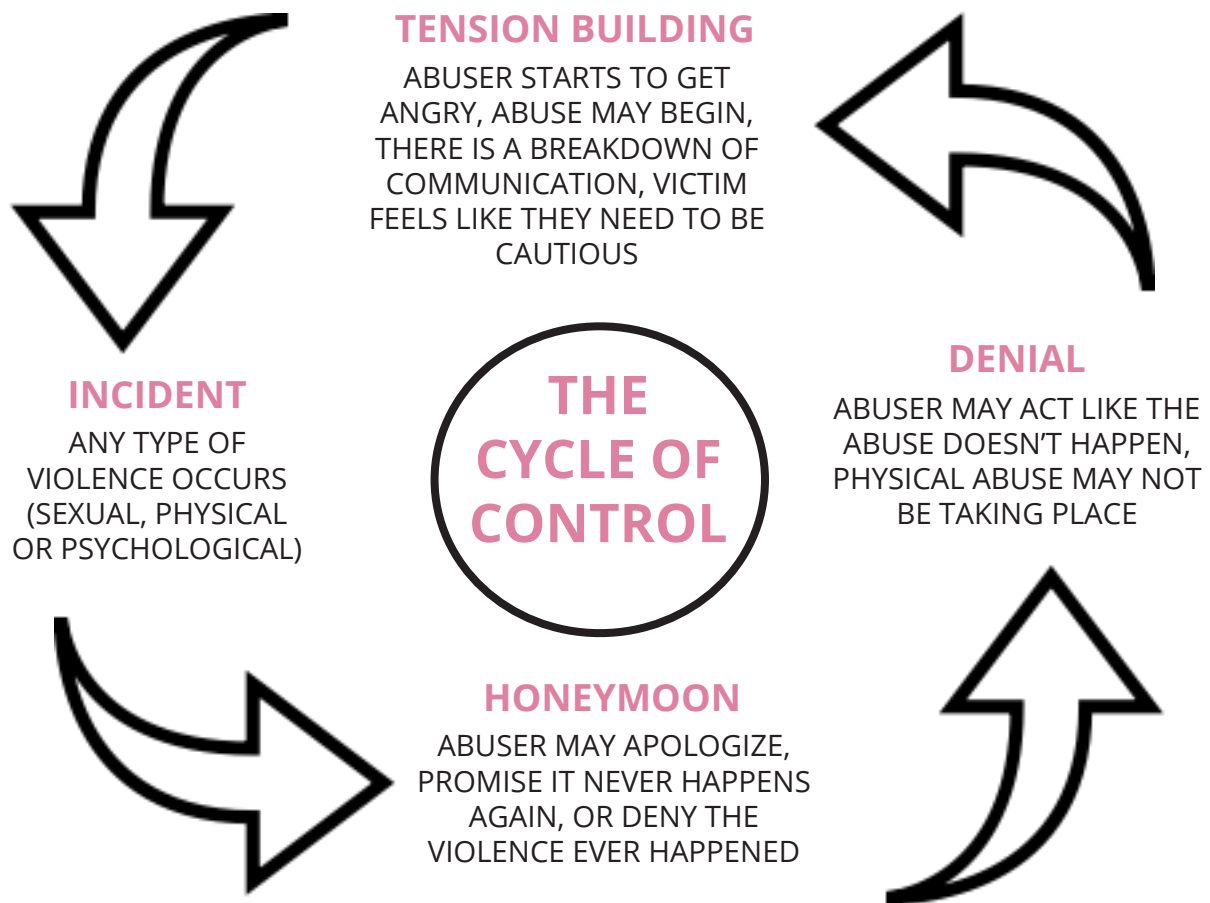 TENSION BUILDING
ABUSER STARTS TO GET
ANGRY, ABUSE MAY BEGIN,
THERE IS A BREAKDOWN OF
COMMUNICATION, VICTIM
FEELS LIKE THEY NEED TO BE
CAUTIOUS
INCIDENT
ANY TYPE OF
VIOLENCE OCCURS
(SEXUAL, PHYSICAL
OR PSYCHOLOGICAL)
THE
CYCLE OF
CONTROL
DENIAL
ABUSER MAY ACT LIKE THE
ABUSE DOESN’T HAPPEN,
PHYSICAL ABUSE MAY NOT
BE TAKING PLACE
HONEYMOON
ABUSER MAY APOLOGIZE,
PROMISE IT NEVER HAPPENS
AGAIN, OR DENY THE
VIOLENCE EVER HAPPENED